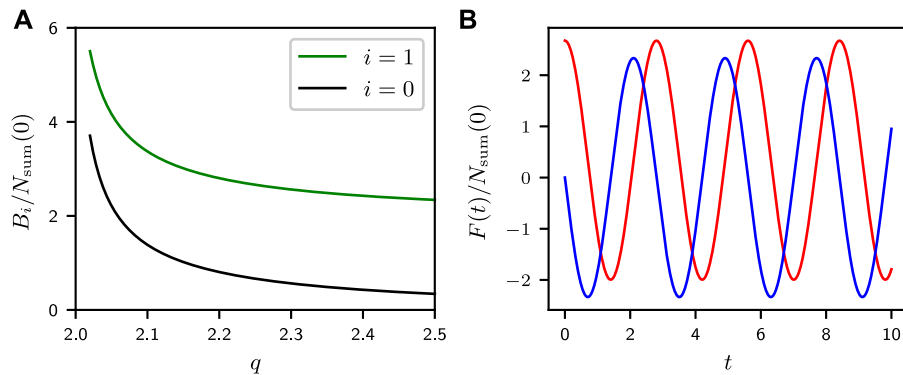 A
B
6
4
2
0
B_i/N_sum(0)
i = 1
i = 0
2.0 2.1 2.2 2.3 2.4 2.5
q
2
1
0
−1
−2
F(t)/N_sum(0)
0 2 4 6 8 10
t